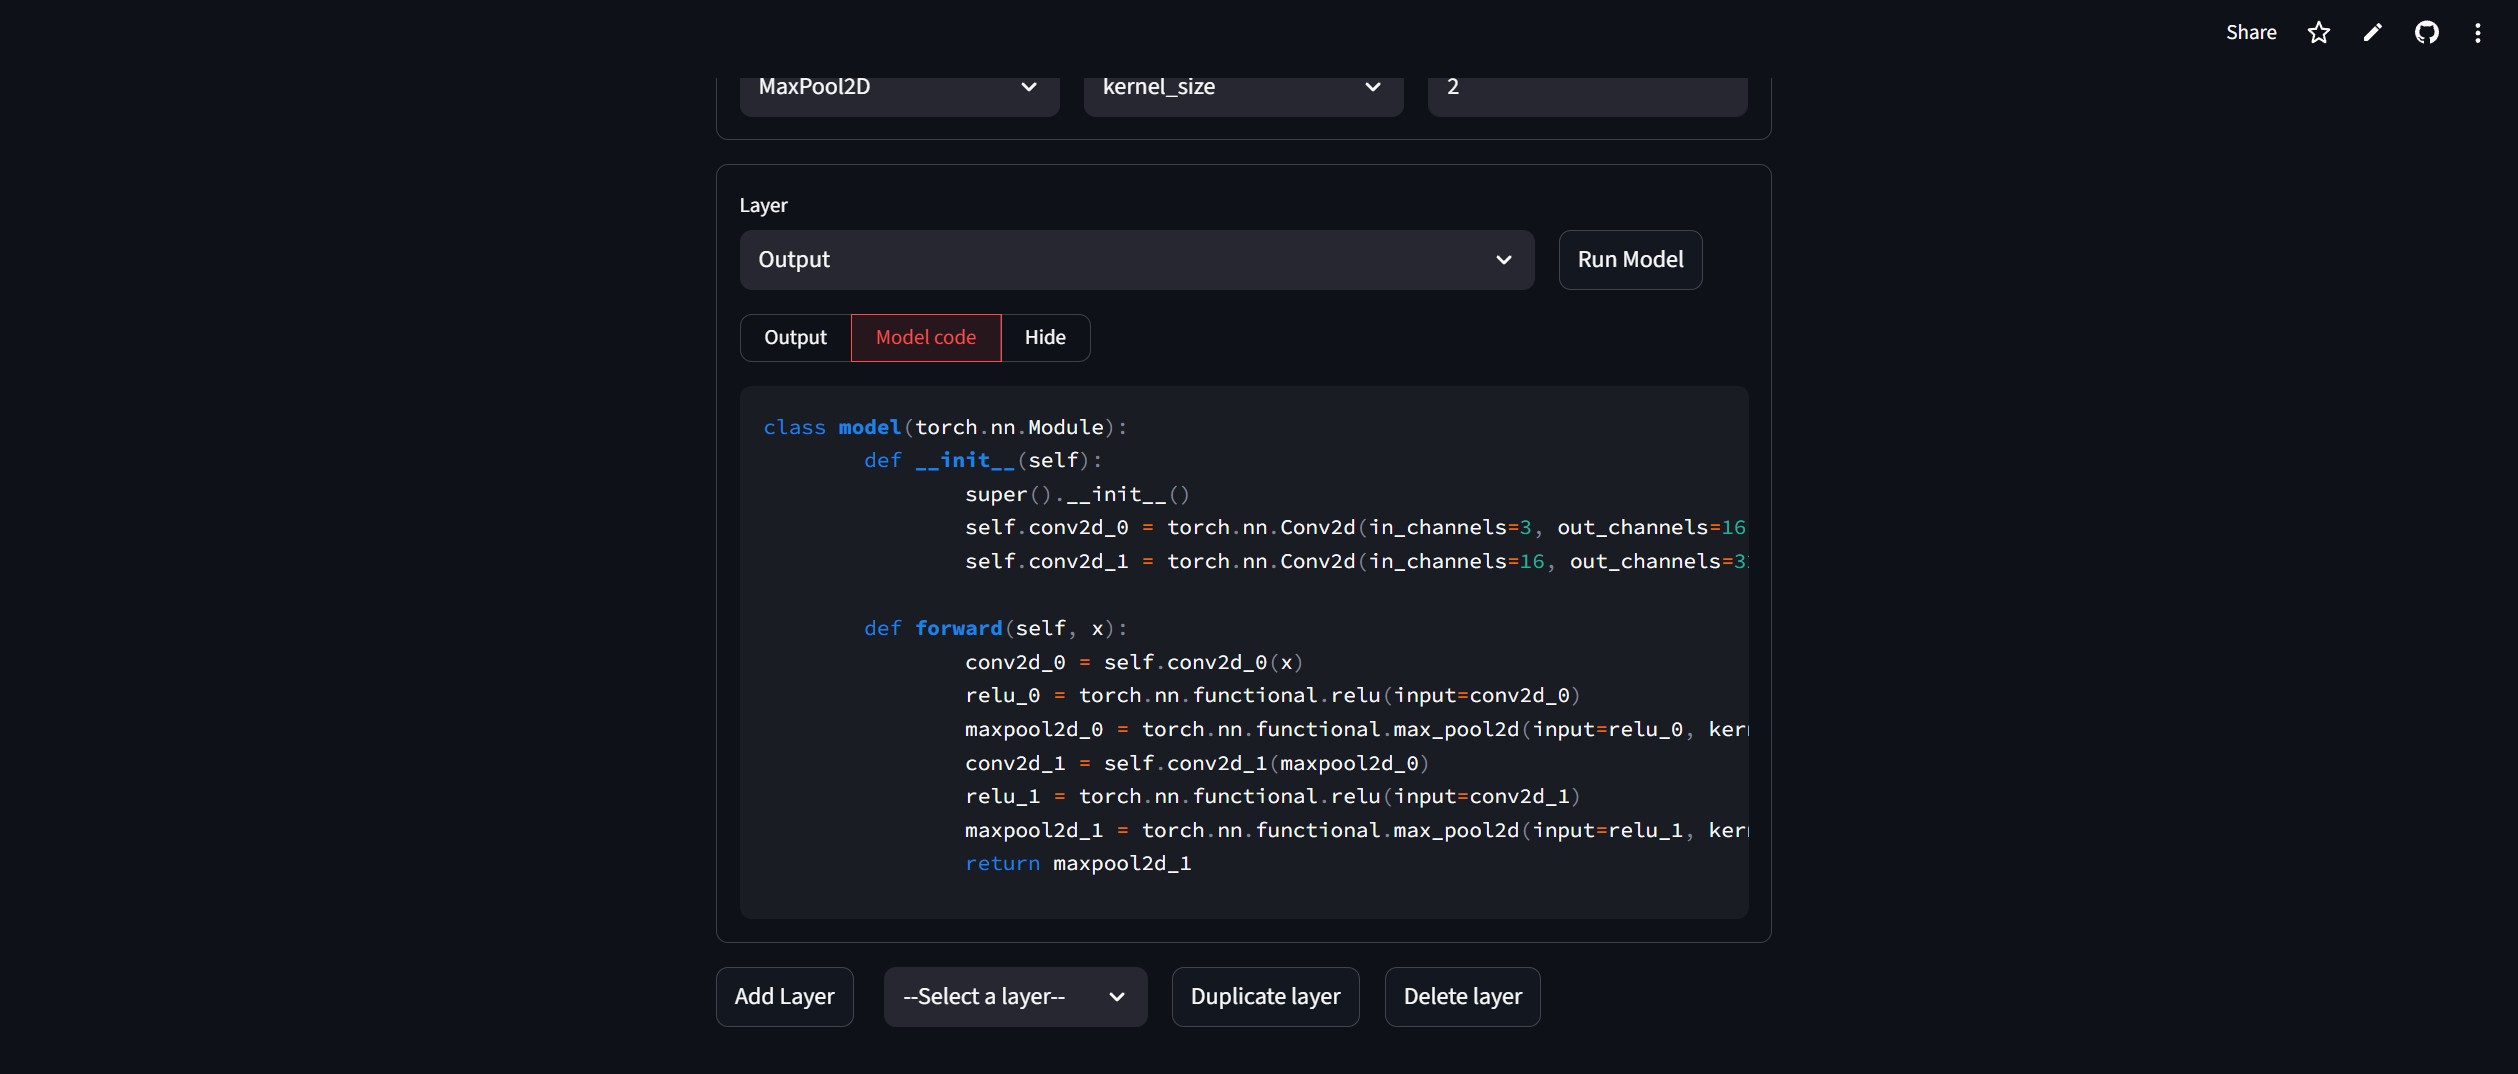 Share
MaxPool2D kernel_size 2
Layer
Output Run Model
Output Model code Hide
class model(torch.nn.Module):
        def __init__(self):
                super().__init__()
                self.conv2d_0 = torch.nn.Conv2d(in_channels=3, out_channels=16
                self.conv2d_1 = torch.nn.Conv2d(in_channels=16, out_channels=3
        def forward(self, x):
                conv2d_0 = self.conv2d_0(x)
                relu_0 = torch.nn.functional.relu(input=conv2d_0)
                maxpool2d_0 = torch.nn.functional.max_pool2d(input=relu_0, ker
                conv2d_1 = self.conv2d_1(maxpool2d_0)
                relu_1 = torch.nn.functional.relu(input=conv2d_1)
                maxpool2d_1 = torch.nn.functional.max_pool2d(input=relu_1, ker
                return maxpool2d_1
Add Layer --Select a layer-- Duplicate layer Delete layer